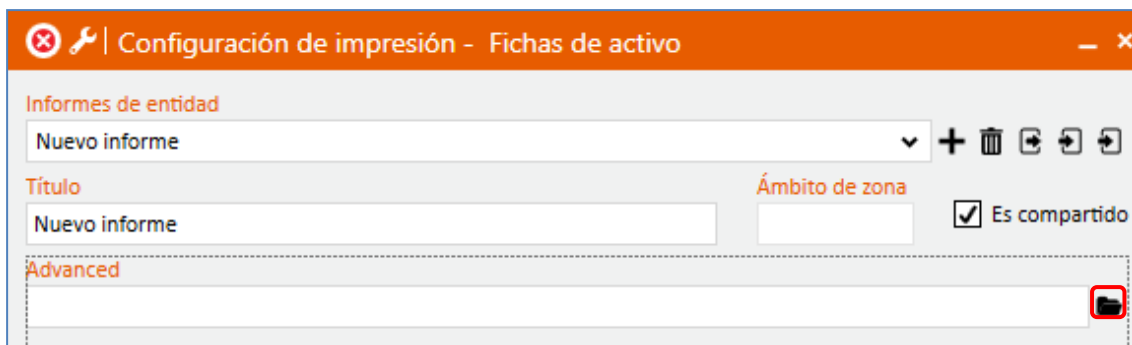 Configuración de impresión - Fichas de activo
Informes de entidad
Nuevo informe
Título
Ámbito de zona
Nuevo informe
Es compartido
Advanced